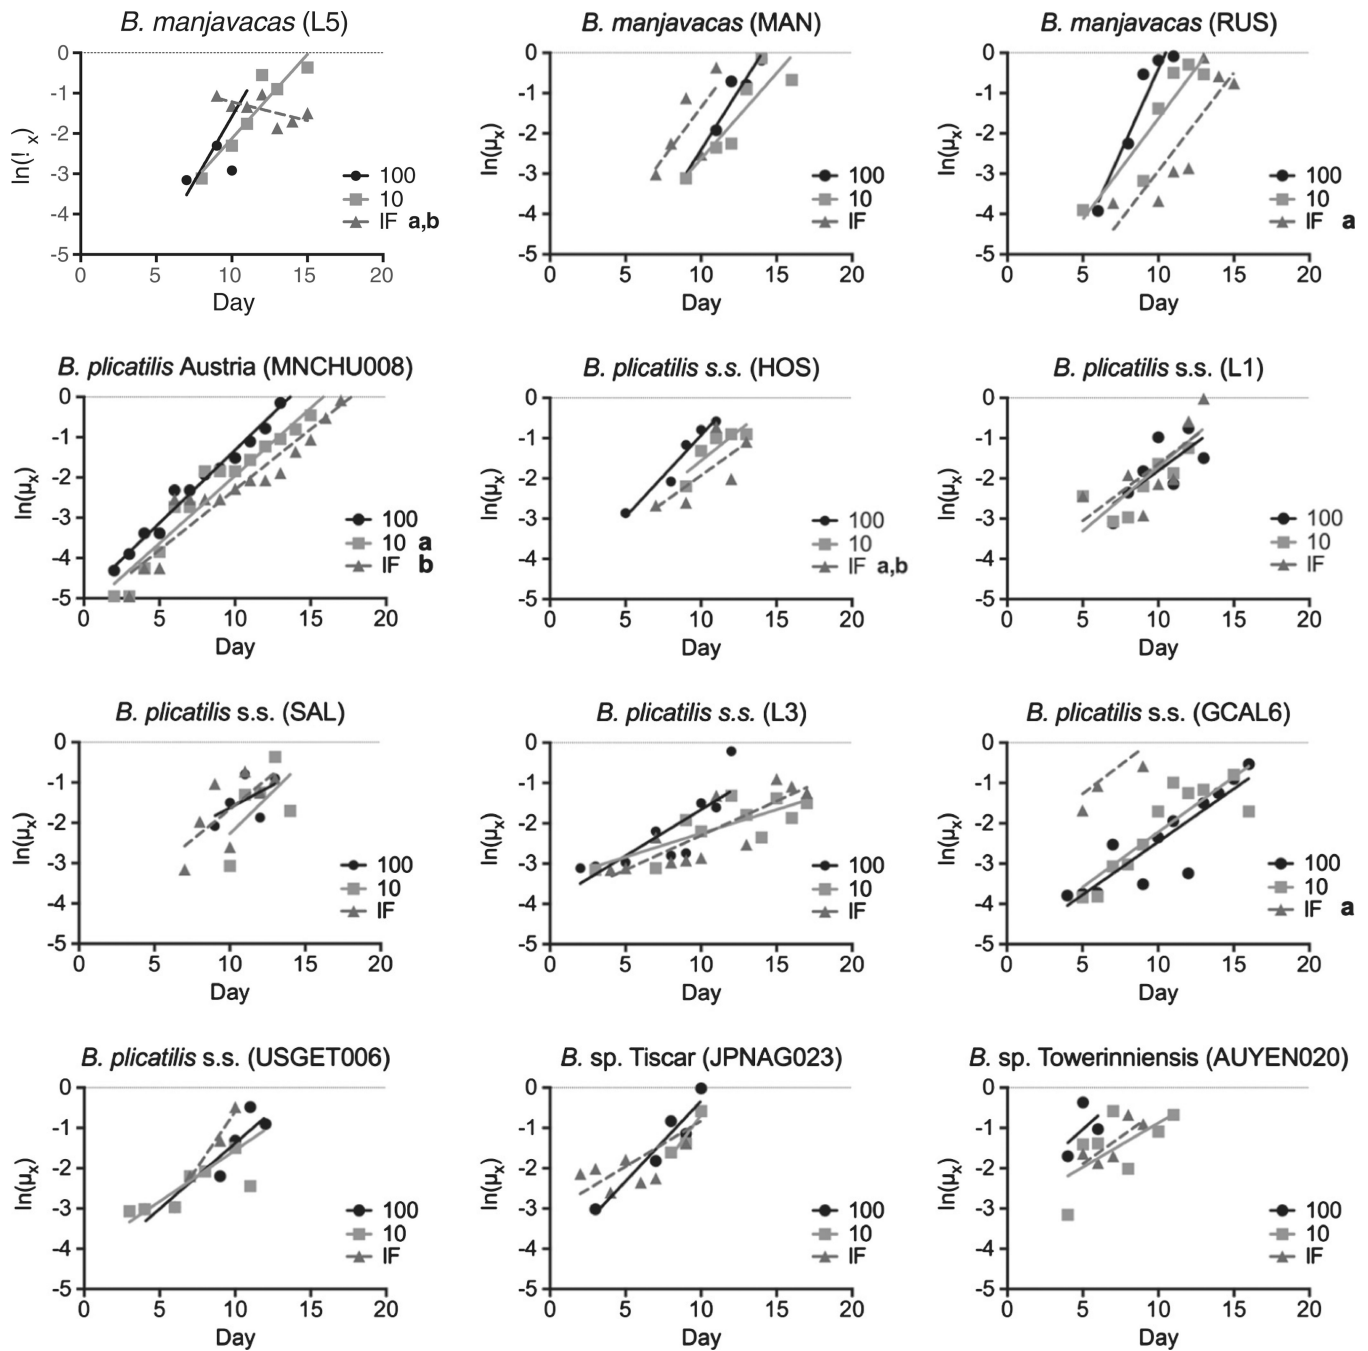 B. manjavacas (L5)
0
-1
-2
-3
-4
-5
ln(! x)
100
10
IF a,b
0 5 10 15 20
Day
B. manjavacas (MAN)
0
-1
-2
-3
-4
-5
ln(μx)
100
10
IF
0 5 10 15 20
Day
B. manjavacas (RUS)
0
-1
-2
-3
-4
-5
ln(μx)
100
10
IF a
0 5 10 15 20
Day
B. plicatilis Austria (MNCHU008)
0
-1
-2
-3
-4
-5
ln(μx)
100
10 a
IF b
0 5 10 15 20
Day
B. plicatilis s.s. (HOS)
0
-1
-2
-3
-4
-5
ln(μx)
100
10
IF a,b
0 5 10 15 20
Day
B. plicatilis s.s. (L1)
0
-1
-2
-3
-4
-5
ln(μx)
100
10
IF
0 5 10 15 20
Day
B. plicatilis s.s. (SAL)
0
-1
-2
-3
-4
-5
ln(μx)
100
10
IF
0 5 10 15 20
Day
B. plicatilis s.s. (L3)
0
-1
-2
-3
-4
-5
ln(μx)
100
10
IF
0 5 10 15 20
Day
B. plicatilis s.s. (GCAL6)
0
-1
-2
-3
-4
-5
ln(μx)
100
10
IF a
0 5 10 15 20
Day
B. plicatilis s.s. (USGET006)
0
-1
-2
-3
-4
-5
ln(μx)
100
10
IF
0 5 10 15 20
Day
B. sp. Tiscar (JPNAG023)
0
-1
-2
-3
-4
-5
ln(μx)
100
10
IF
0 5 10 15 20
Day
B. sp. Towerinniensis (AUYEN020)
0
-1
-2
-3
-4
-5
ln(μx)
100
10
IF
0 5 10 15 20
Day